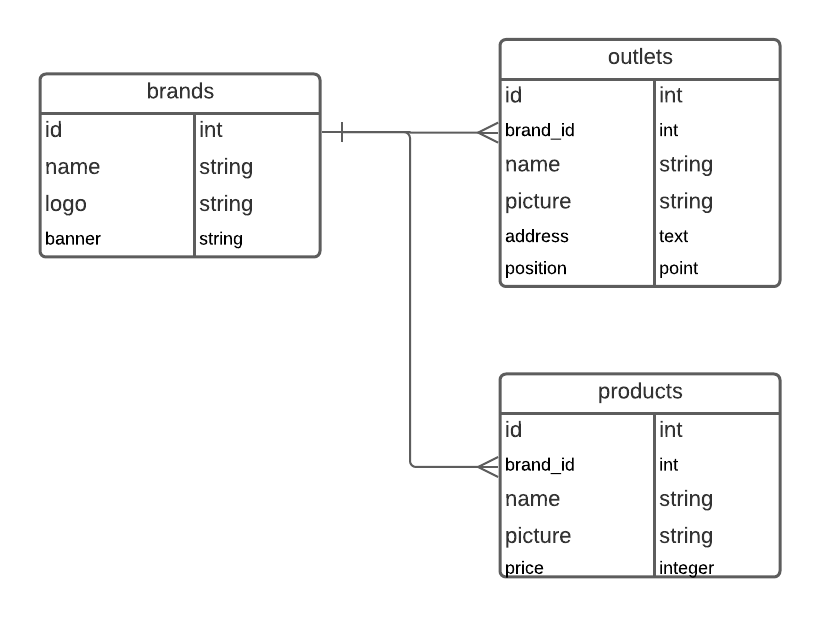 brands
id int
name string
logo string
banner string
outlets
id int
brand_id int
name string
picture string
address text
position point
products
id int
brand_id int
name string
picture string
price integer